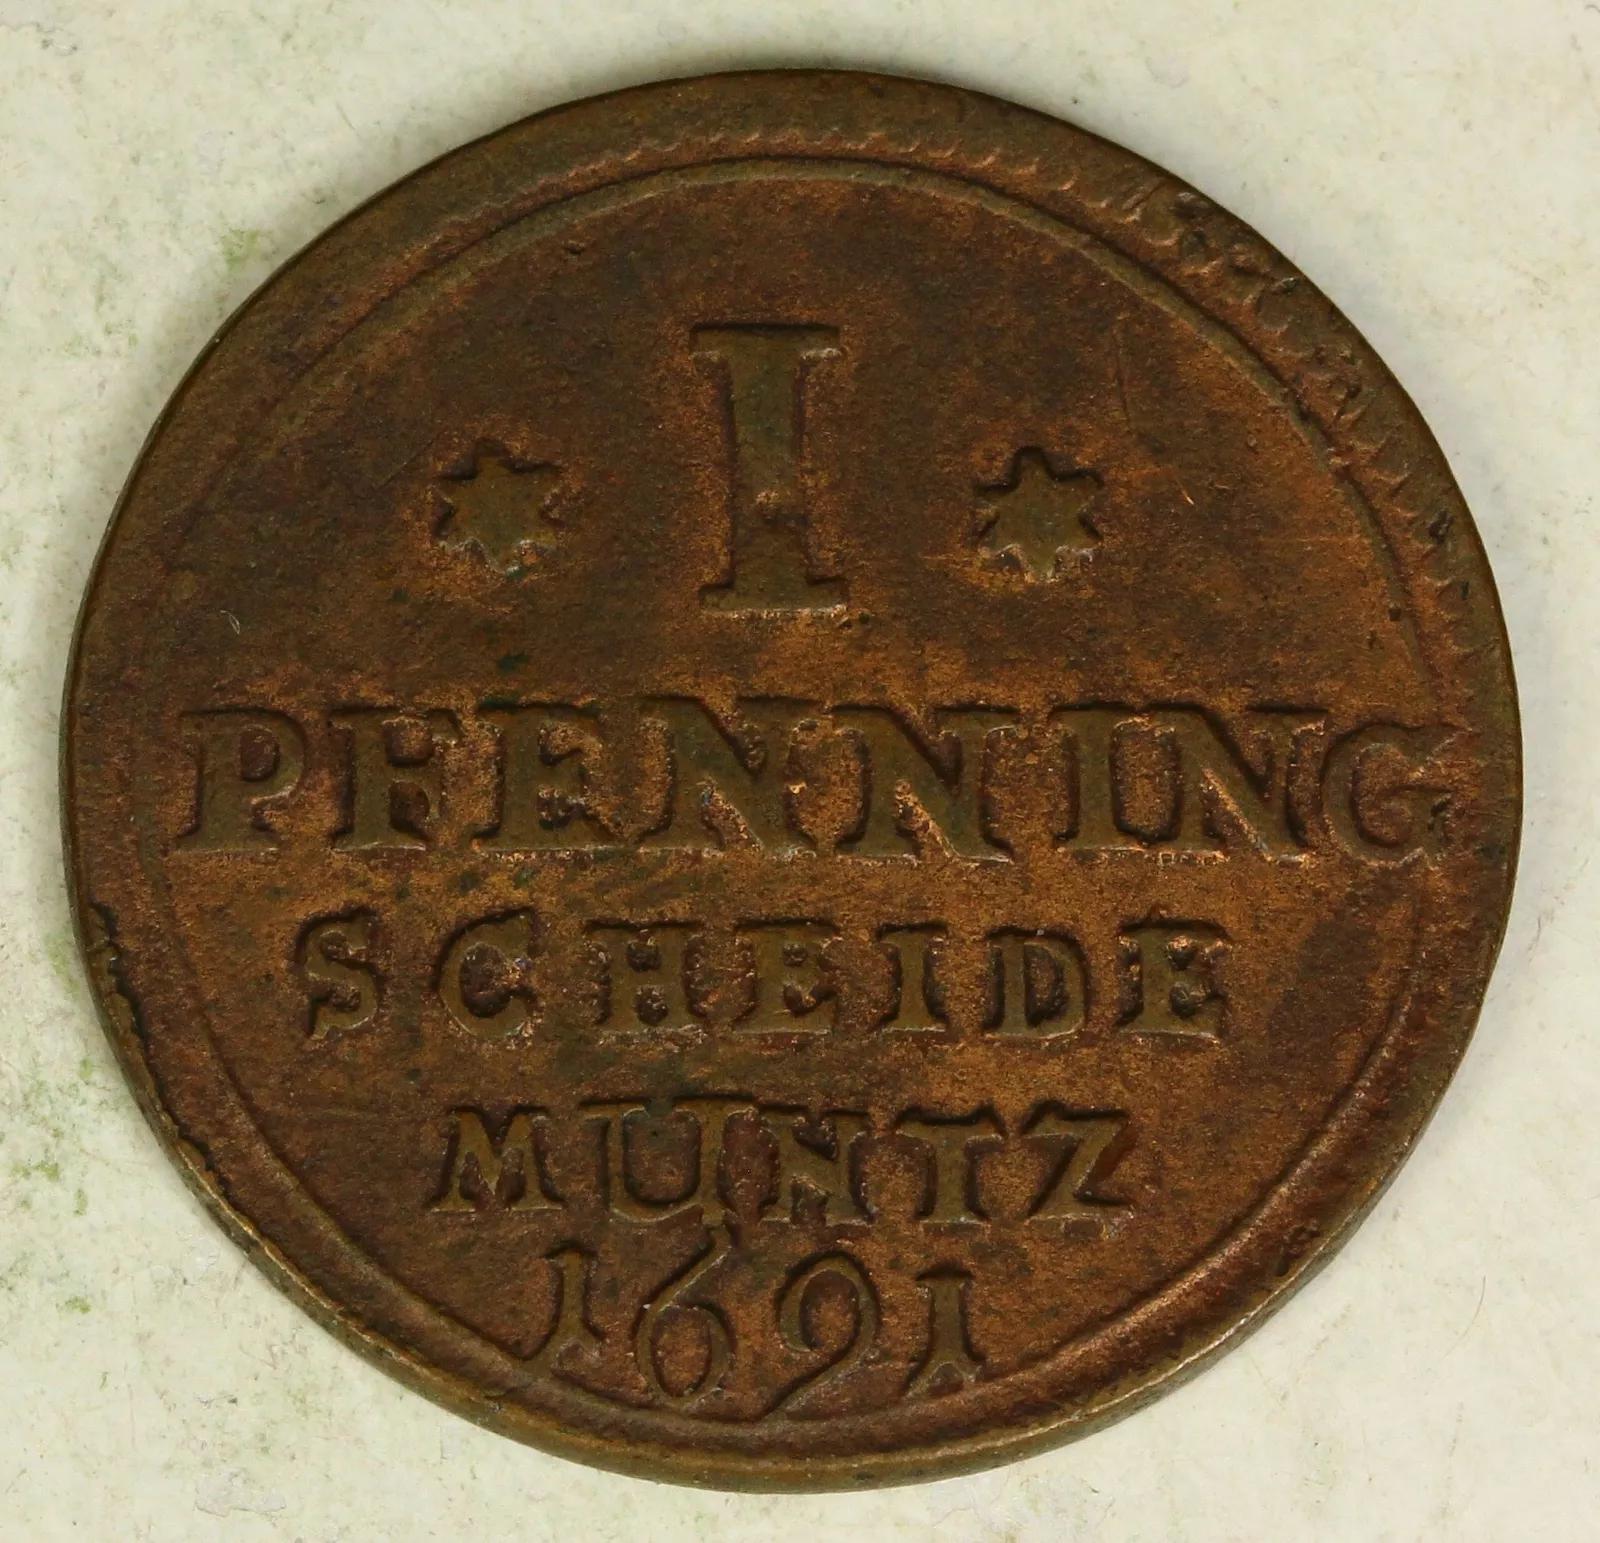 * I *
PFENNING
SCHEIDE
MUNTZ
1691